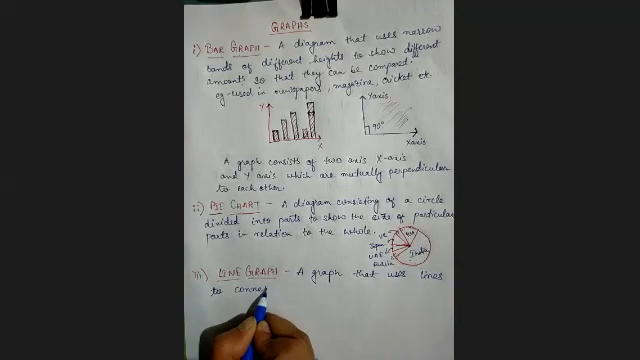 GRAPHS
i) BAR GRAPH - A diagram that uses narrow
bands of different heights to show different
amounts so that they can be compared.
eg - used in newspapers, magazine, cricket etc.
Y
X
Y axis
90°
X axis
A graph consists of two axis X-axis
and Y axis which are mutually perpendicular
to each other.
ii) PIE CHART - A diagram consisting of a circle
divided into parts to show the size of particular
parts in relation to the whole.
UK
Japan
UAE
Russia
India
iii) LINE GRAPH - A graph that uses lines
to conne